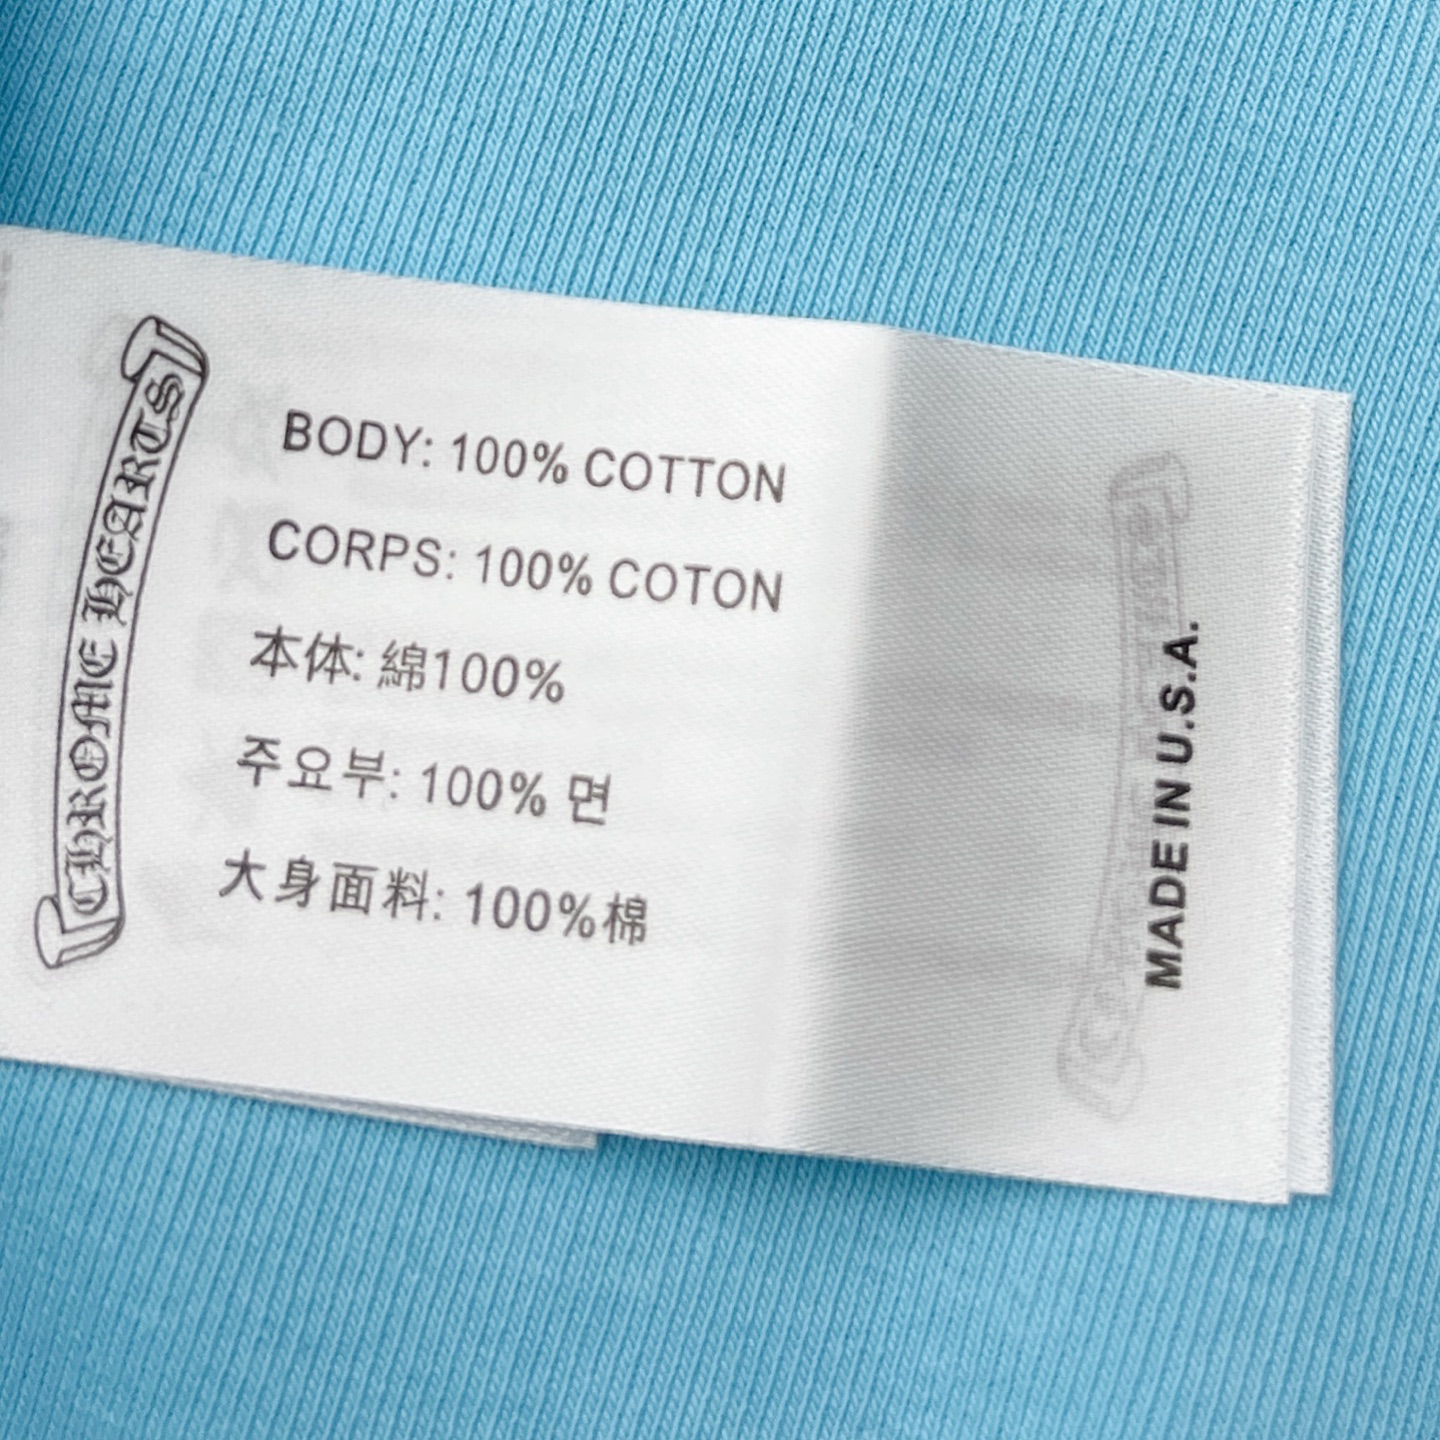 CHROME HEARTS
BODY: 100% COTTON
CORPS: 100% COTON
本体: 綿100%
주요부: 100% 면
大身面料: 100%棉
MADE IN U.S.A.